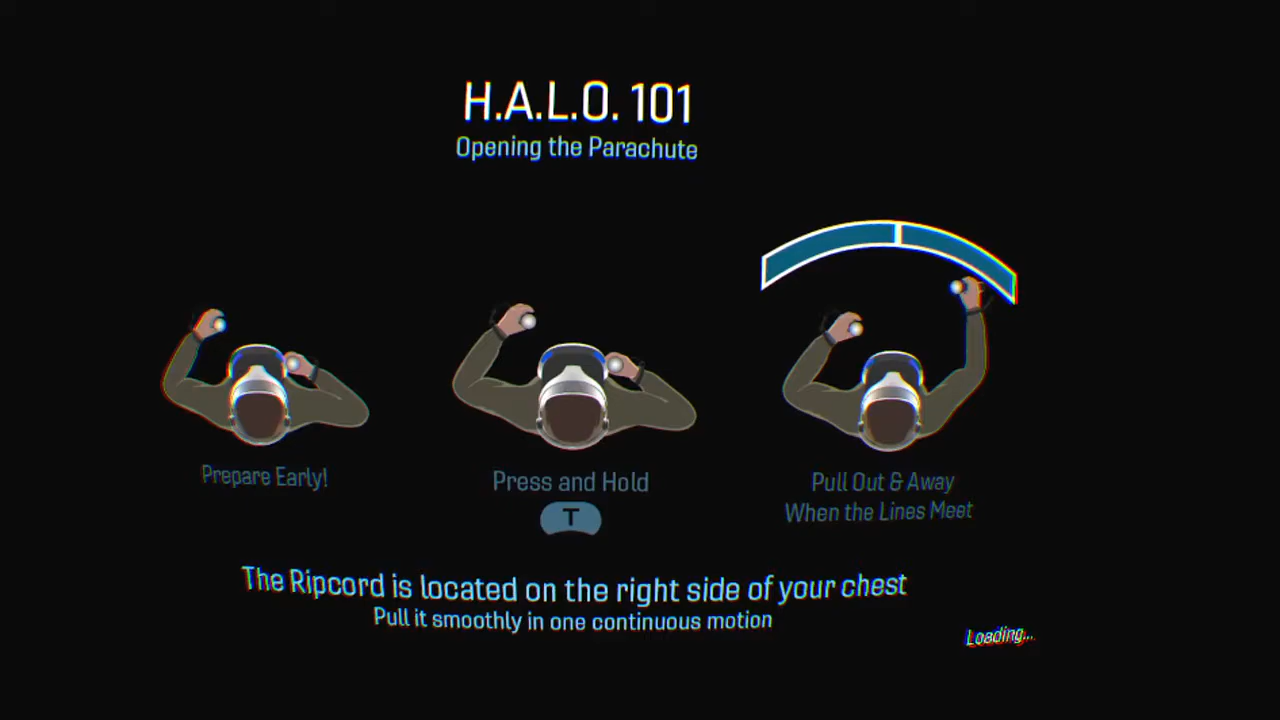 H.A.L.O. 101
Opening the Parachute
Prepare Early!
Press and Hold
T
Pull Out & Away
When the Lines Meet
The Ripcord is located on the right side of your chest
Pull it smoothly in one continuous motion
Loading...